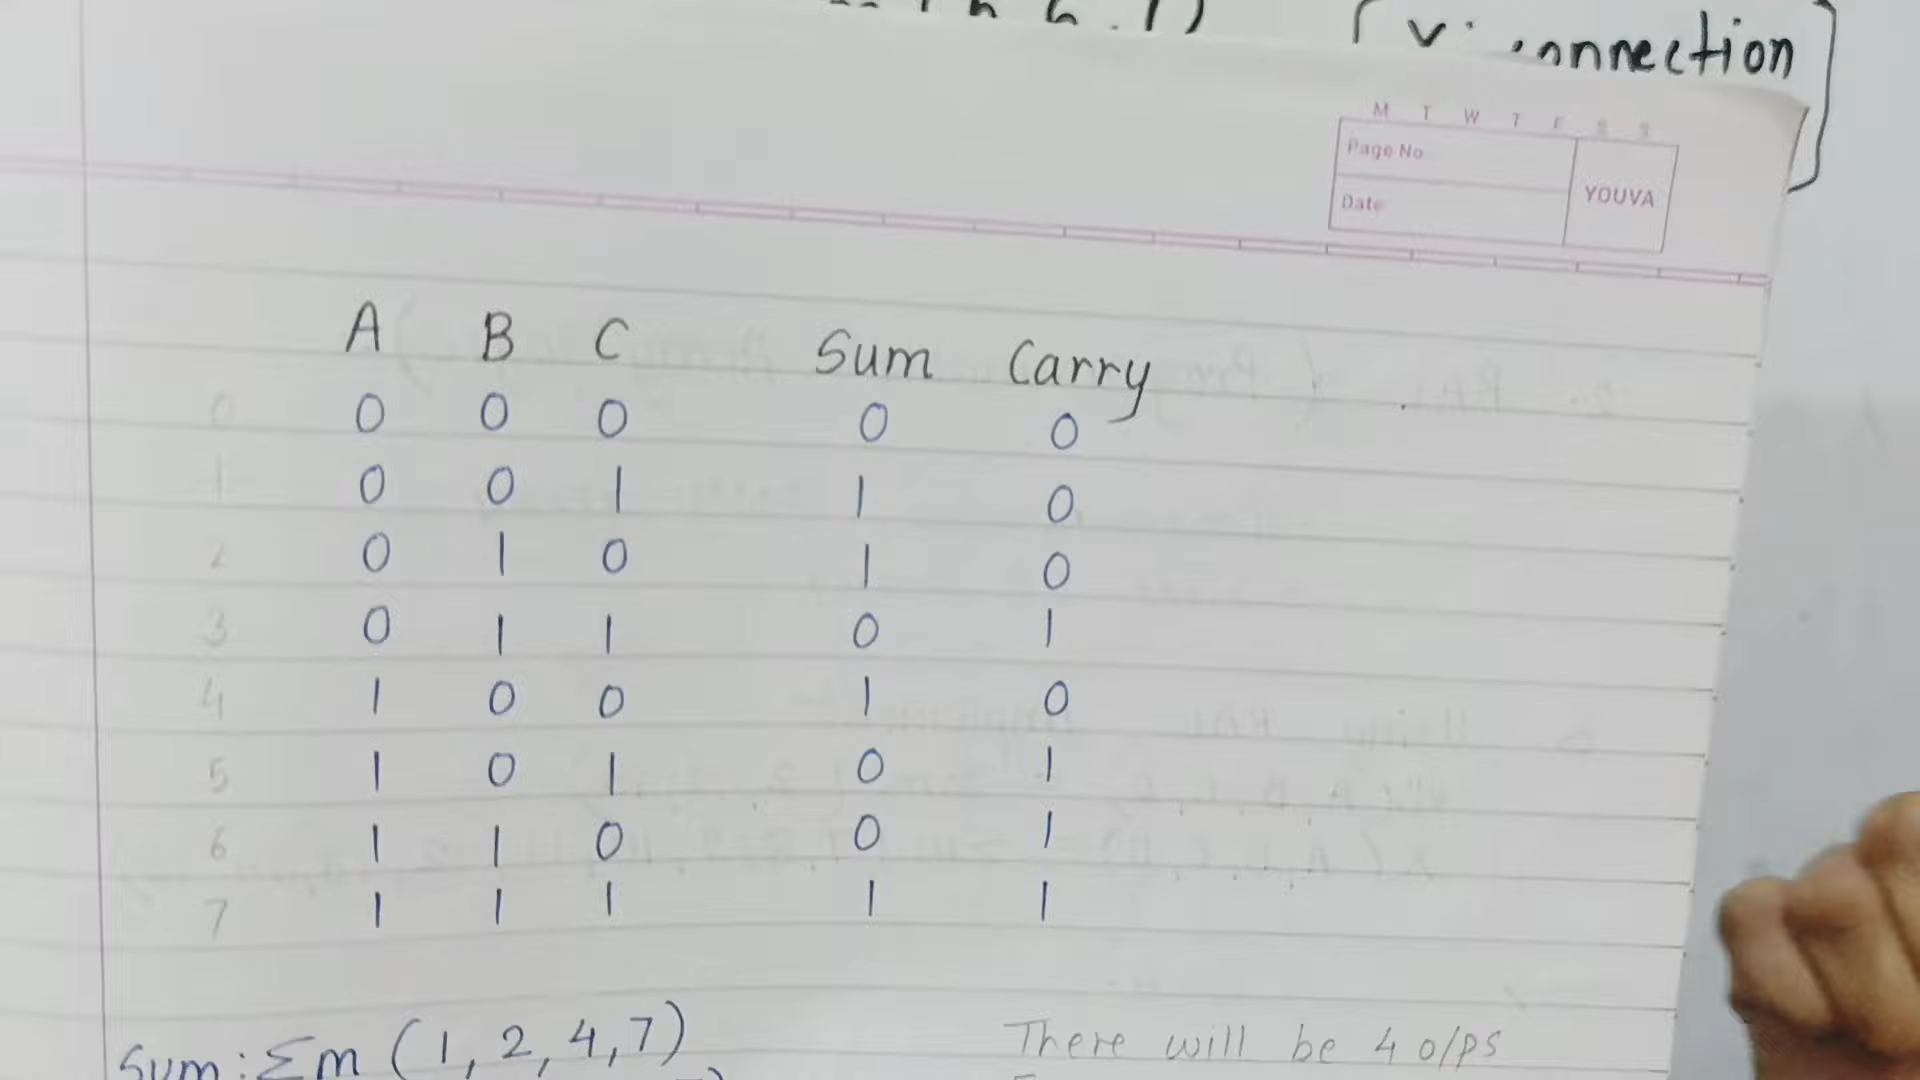 connection
M T W T F S S
Page No
Date
YOUVA
A B C Sum Carry
0 0 0 0 0 0
1 0 0 1 1 0
2 0 1 0 1 0
3 0 1 1 0 1
4 1 0 0 1 0
5 1 0 1 0 1
6 1 1 0 0 1
7 1 1 1 1 1
Sum: Σm (1, 2, 4, 7)
There will be 4 o/ps